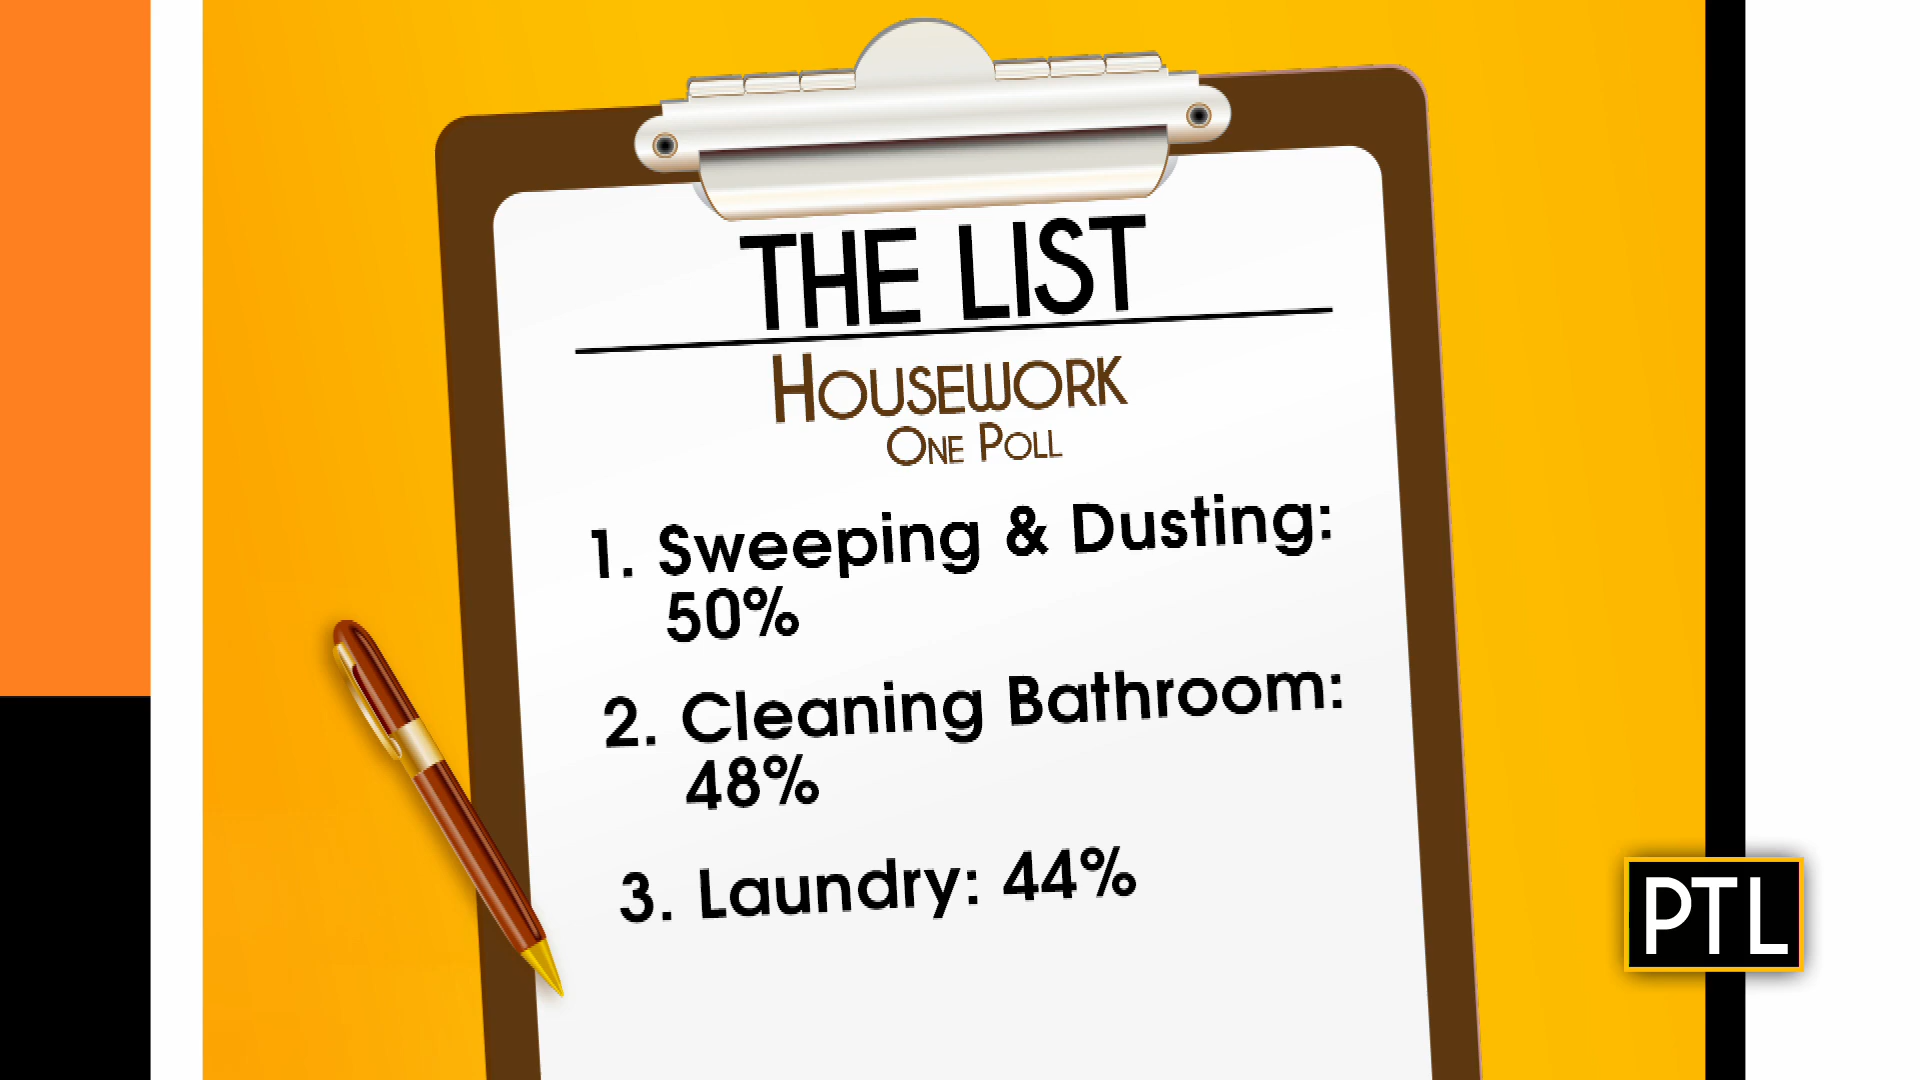 THE LIST
HOUSEWORK
ONE POLL
1. Sweeping & Dusting:
50%
2. Cleaning Bathroom:
48%
3. Laundry: 44%
PTL